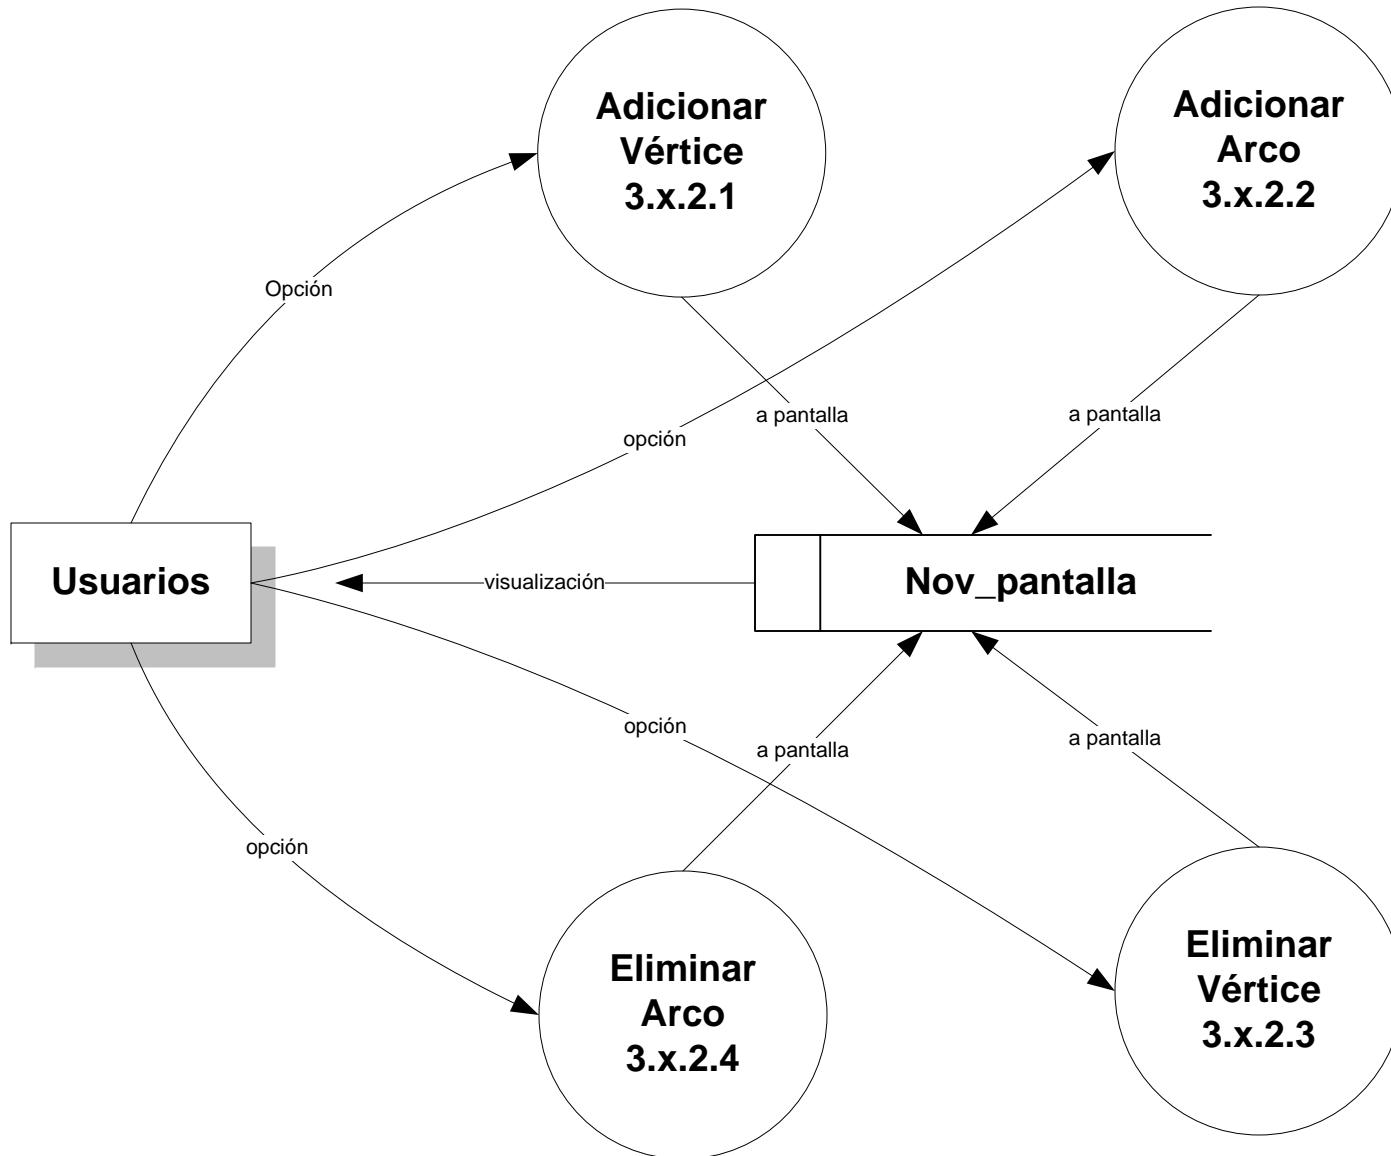 Adicionar
Vértice
3.x.2.1
Adicionar
Arco
3.x.2.2
Opción
a pantalla
a pantalla
opción
Usuarios
visualización
Nov_pantalla
opción
a pantalla
a pantalla
opción
Eliminar
Arco
3.x.2.4
Eliminar
Vértice
3.x.2.3